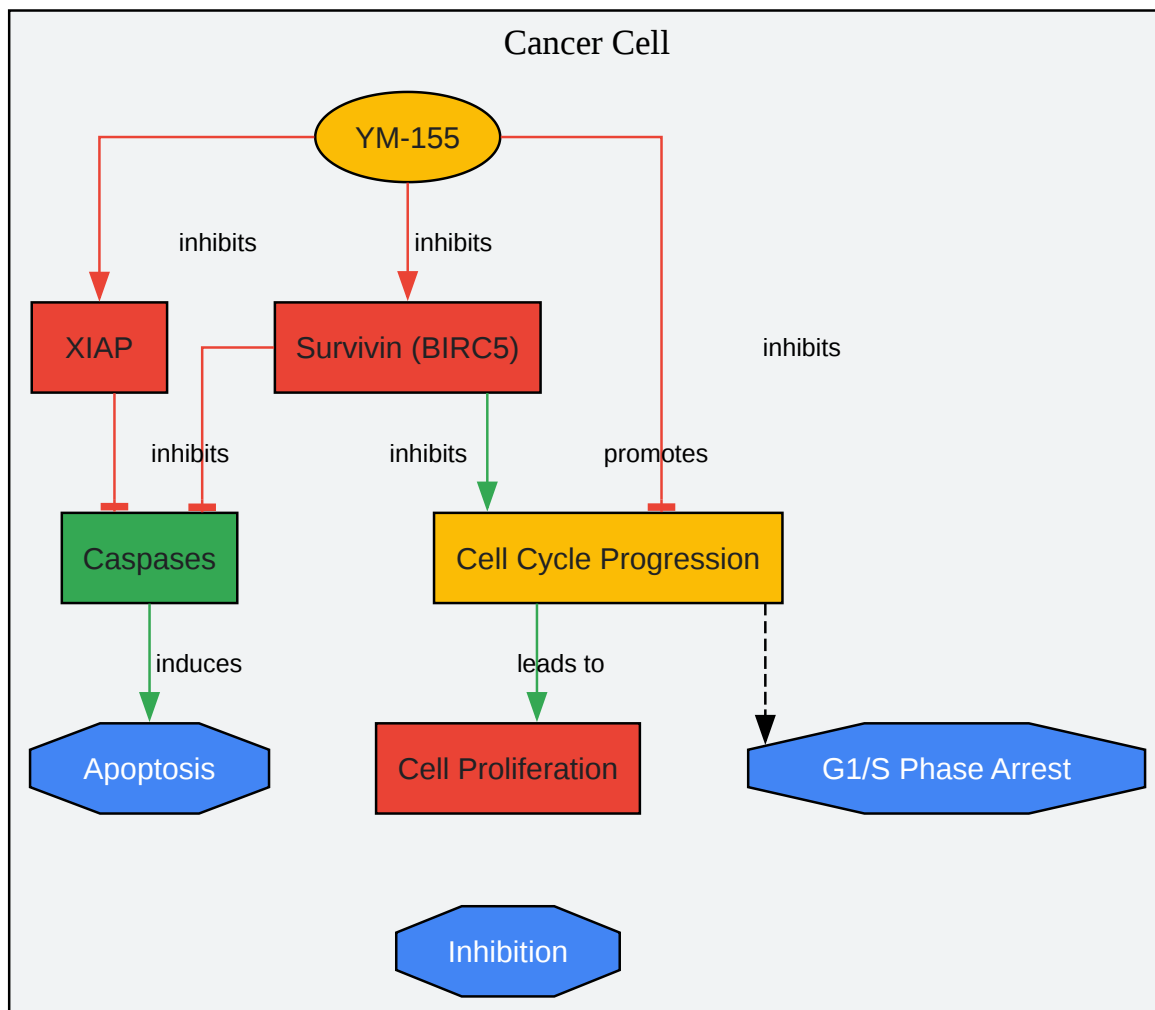 Cancer Cell
YM-155
inhibits
inhibits
XIAP
Survivin (BIRC5)
inhibits
inhibits
inhibits
promotes
Caspases
Cell Cycle Progression
induces
leads to
Apoptosis
Cell Proliferation
G1/S Phase Arrest
Inhibition